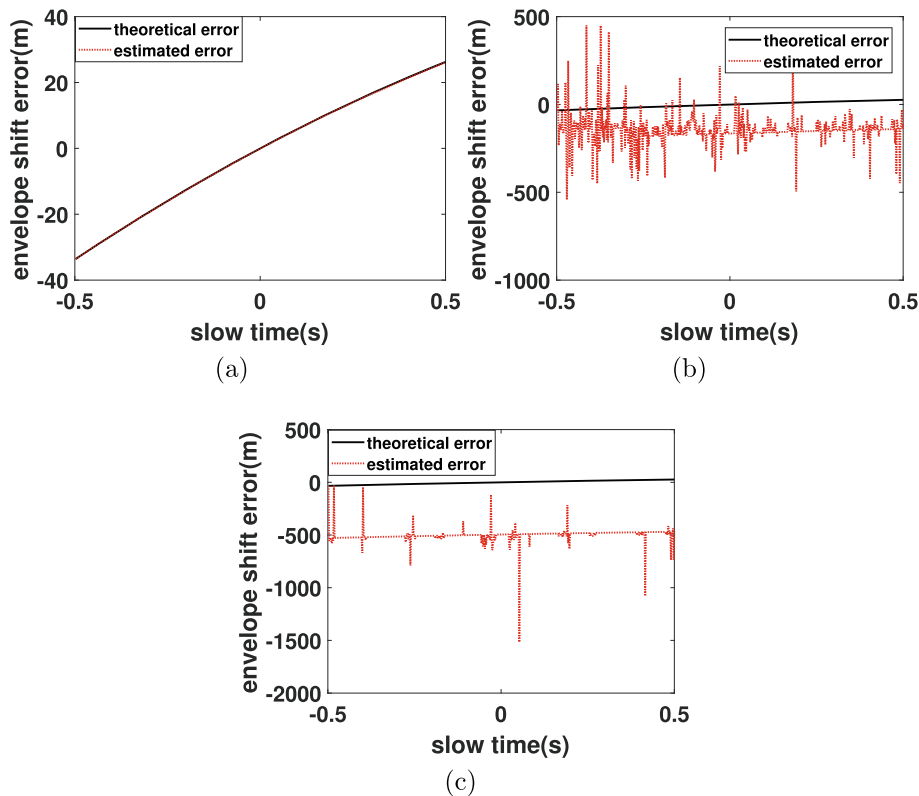 40
20
0
-20
-40
envelope shift error(m)
theoretical error
estimated error
-0.5
0
0.5
slow time(s)
(a)
500
0
-500
-1000
envelope shift error(m)
theoretical error
estimated error
-0.5
0
0.5
slow time(s)
(b)
500
0
-500
-1000
-1500
-2000
envelope shift error(m)
theoretical error
estimated error
-0.5
0
0.5
slow time(s)
(c)